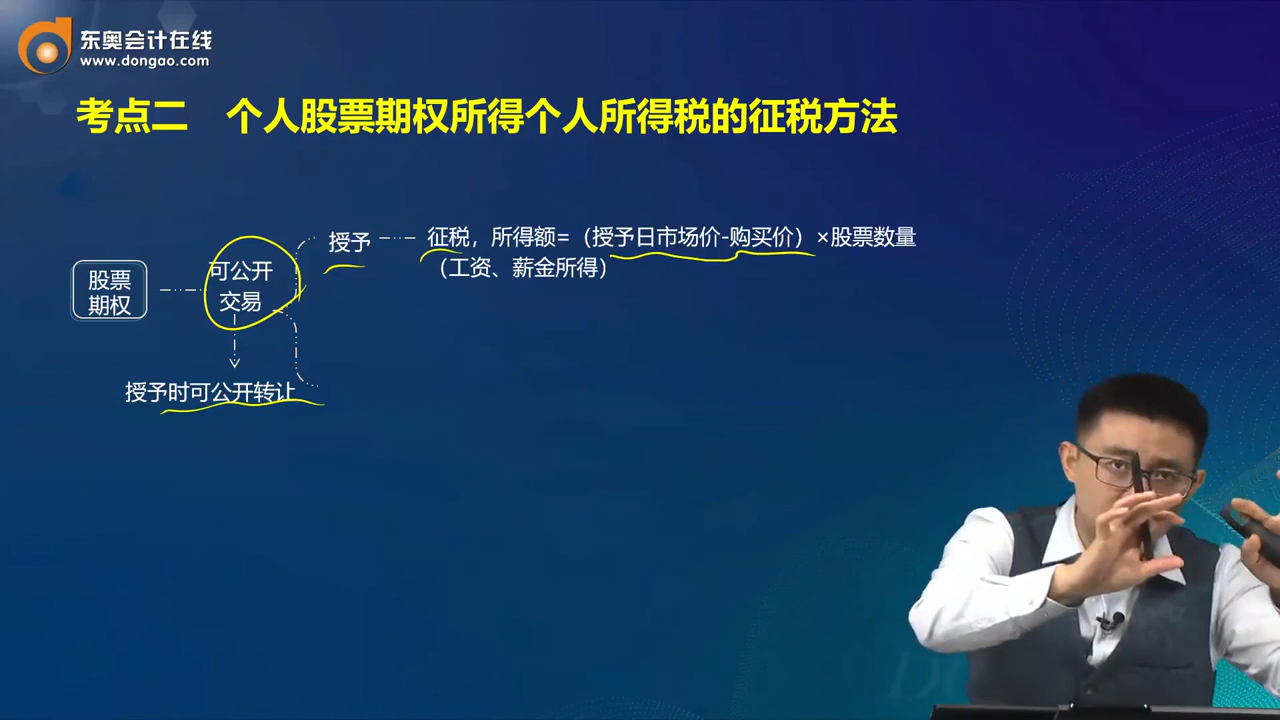 东奥会计在线
www.dongao.com
考点二 个人股票期权所得个人所得税的征税方法
股票
期权
可公开
交易
授予
征税，所得额=（授予日市场价-购买价）×股票数量
（工资、薪金所得）
授予时可公开转让